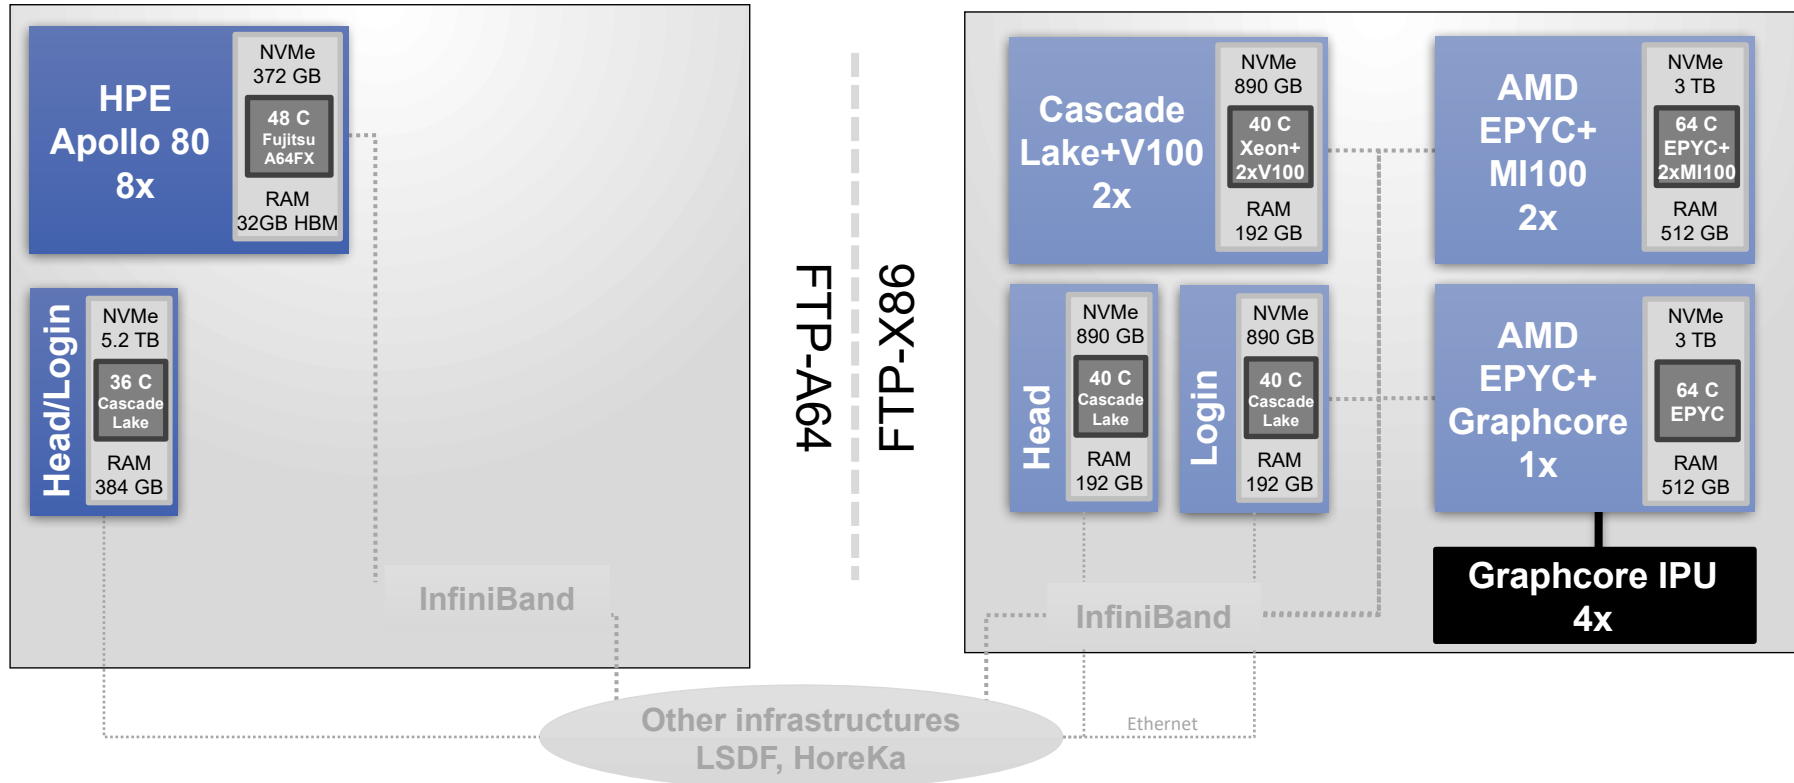 HPE
Apollo 80
8x
NVMe
372 GB
48 C
Fujitsu
A64FX
RAM
32GB HBM
Head/Login
NVMe
5.2 TB
36 C
Cascade
Lake
RAM
384 GB
InfiniBand
FTP-A64
FTP-X86
Cascade
Lake+V100
2x
NVMe
890 GB
40 C
Xeon+
2xV100
RAM
192 GB
AMD
EPYC+
MI100
2x
NVMe
3 TB
64 C
EPYC+
2xMI100
RAM
512 GB
Head
NVMe
890 GB
40 C
Cascade
Lake
RAM
192 GB
Login
NVMe
890 GB
40 C
Cascade
Lake
RAM
192 GB
AMD
EPYC+
Graphcore
1x
NVMe
3 TB
64 C
EPYC
RAM
512 GB
InfiniBand
Graphcore IPU
4x
Other infrastructures
LSDF, HoreKa
Ethernet